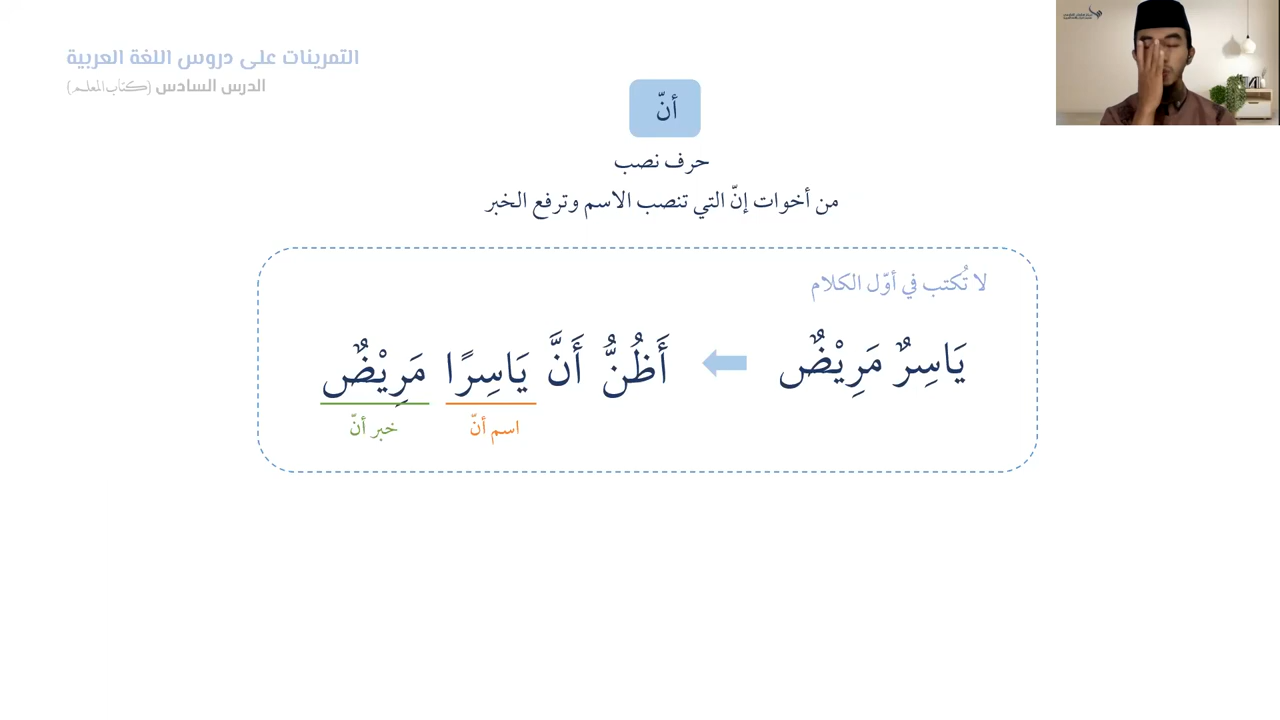 التمرينات على دروس اللغة العربية
الدرس السادس (كتاب المعلم)
أنّ
حرف نصب
من أخوات إنّ التي تنصب الاسم وترفع الخبر
لا تُكتب في أوّل الكلام
يَاسِرٌ مَرِيْضٌ
أَظُنُّ أَنَّ يَاسِرًا مَرِيْضٌ
اسم أنّ
خبر أنّ